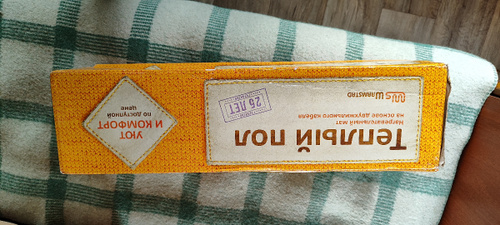 Warmstad
Нагревательный мат
на основе двухжильного кабеля
Теплый пол
25 ЛЕТ
УЮТ
И КОМФОРТ
ПО ДОСТУПНОЙ
ЦЕНЕ